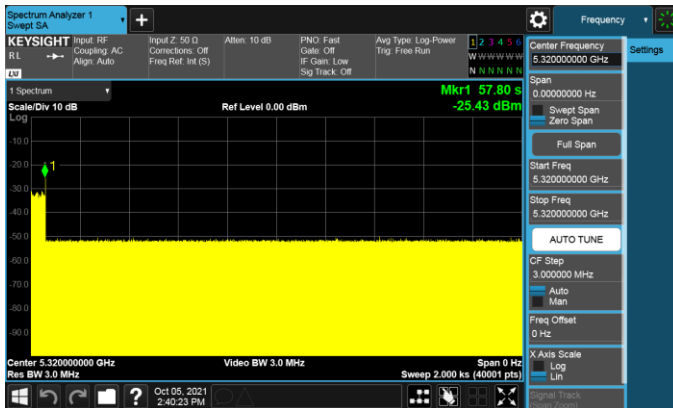 Spectrum Analyzer 1
Swept SA
+
Frequency
KEYSIGHT
RL
Input: RF
Coupling: AC
Align: Auto
Input Z: 50 Ω
Corrections: Off
Freq Ref: Int (S)
Atten: 10 dB
PNO: Fast
Gate: Off
IF Gain: Low
Sig Track: Off
Avg Type: Log-Power
Trig: Free Run
1 2 3 4 5 6
W W W W W W
N N N N N N
LXI
1 Spectrum
Mkr1 57.80 s
-25.43 dBm
Scale/Div 10 dB
Ref Level 0.00 dBm
Log
1
-10.0
-20.0
-30.0
-40.0
-50.0
-60.0
-70.0
-80.0
-90.0
Center 5.320000000 GHz
Video BW 3.0 MHz
Span 0 Hz
Res BW 3.0 MHz
Sweep 2.000 ks (40001 pts)
?
Oct 05, 2021
2:40:23 PM
Center Frequency
5.320000000 GHz
Span
0.00000000 Hz
Swept Span
Zero Span
Full Span
Start Freq
5.320000000 GHz
Stop Freq
5.320000000 GHz
AUTO TUNE
CF Step
3.000000 MHz
Auto
Man
Freq Offset
0 Hz
X Axis Scale
Log
Lin
Signal Track
(Span Zoom)
Settings